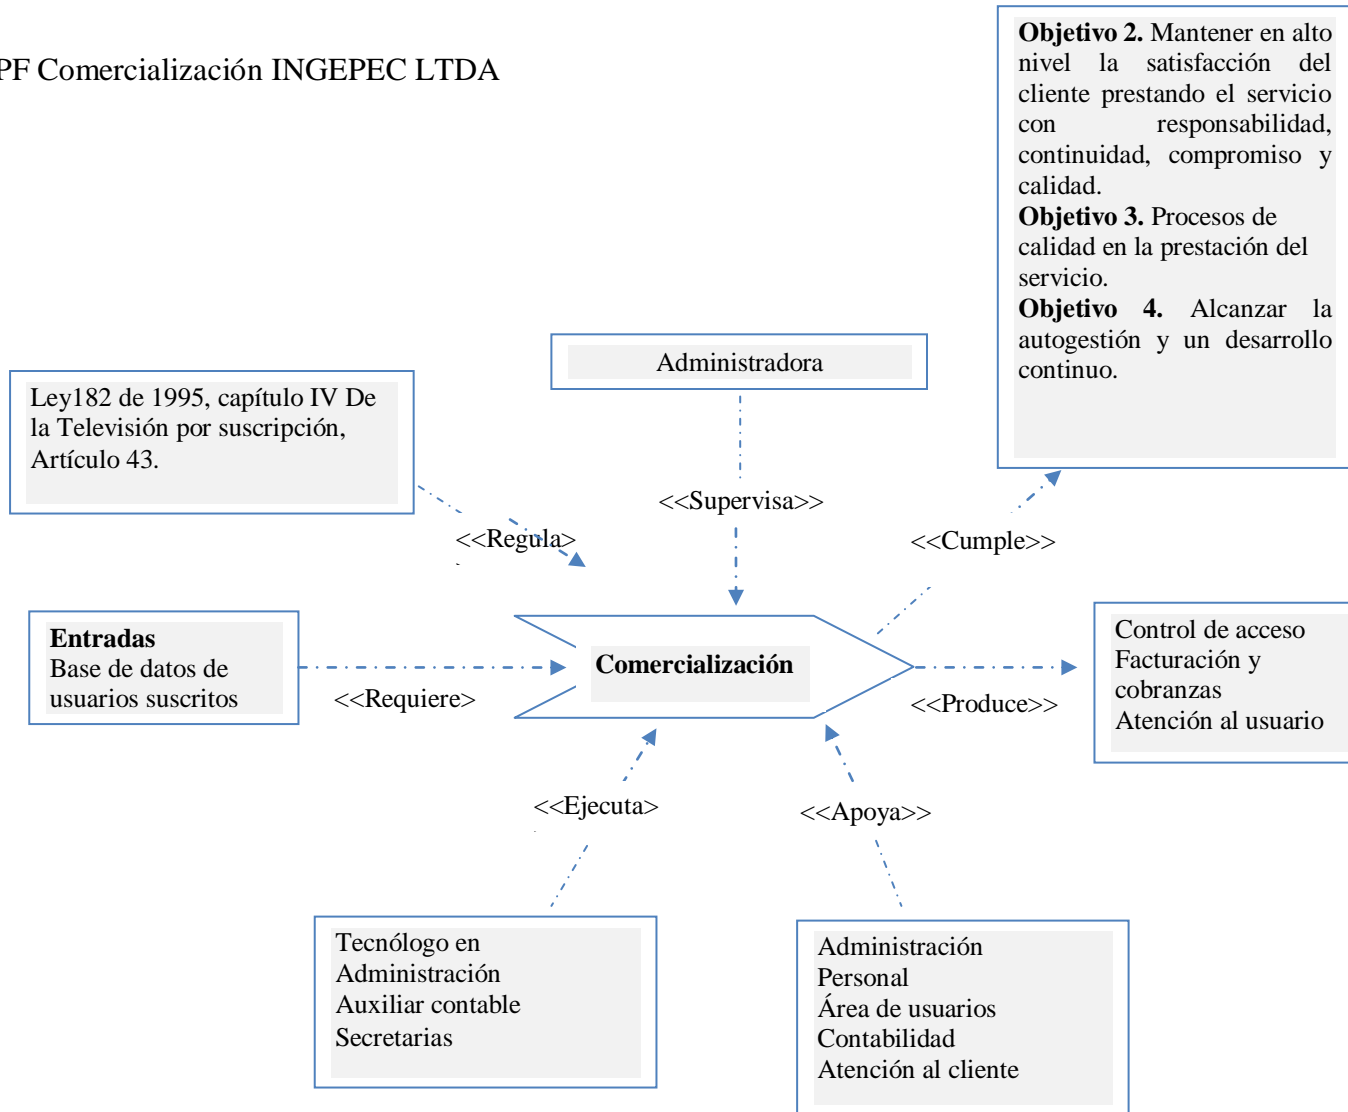 PF Comercialización INGEPEC LTDA
Objetivo 2. Mantener en alto
nivel la satisfacción del
cliente prestando el servicio
con responsabilidad,
continuidad, compromiso y
calidad.
Objetivo 3. Procesos de
calidad en la prestación del
servicio.
Objetivo 4. Alcanzar la
autogestión y un desarrollo
continuo.
Administradora
Ley182 de 1995, capítulo IV De
la Televisión por suscripción,
Artículo 43.
<<Supervisa>>
<<Regula>
<<Cumple>>
Entradas
Base de datos de
usuarios suscritos
<<Requiere>
Comercialización
<<Produce>>
Control de acceso
Facturación y
cobranzas
Atención al usuario
<<Ejecuta>
<<Apoya>>
Tecnólogo en
Administración
Auxiliar contable
Secretarias
Administración
Personal
Área de usuarios
Contabilidad
Atención al cliente